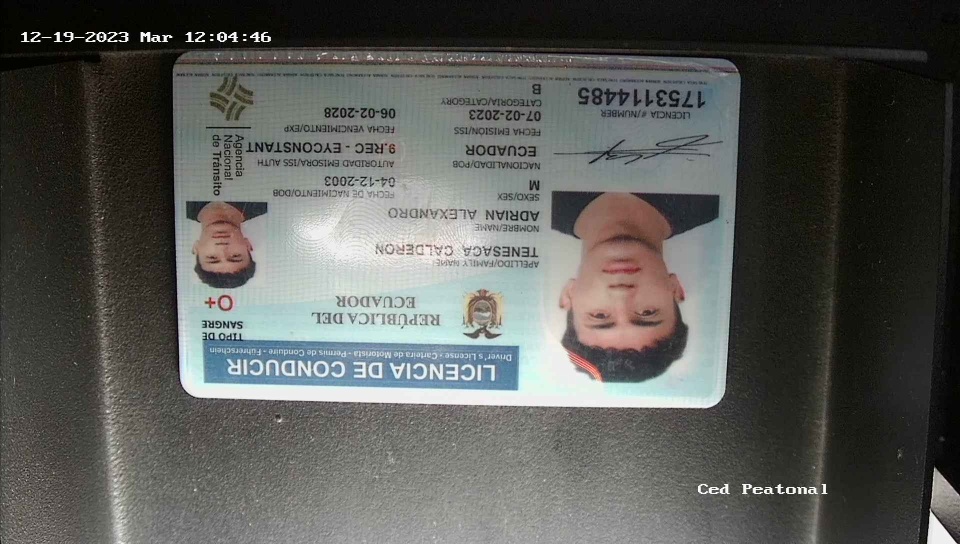 12-19-2023 Mar 12:04:46
LICENCIA DE CONDUCIR
Driver's License - Carteira de Motorista - Permis de Conduire - Führerschein
REPÚBLICA DEL
ECUADOR
TIPO DE
SANGRE
O+
APELLIDO/FAMILY NAME
TENESACA CALDERON
NOMBRE/NAME
ADRIAN ALEXANDRO
SEXO/SEX
M
FECHA DE NACIMIENTO/DOB
04-12-2003
NACIONALIDAD/POB
ECUADOR
AUTORIDAD EMISORA/ISS AUTH
9.REC - EYCONSTANT
FECHA EMISION/ISS
07-02-2023
FECHA VENCIMIENTO/EXP
06-02-2028
CATEGORIA/CATEGORY
B
LICENCIA #/NUMBER
1753114485
Agencia
Nacional
de Tránsito
Ced Peatonal